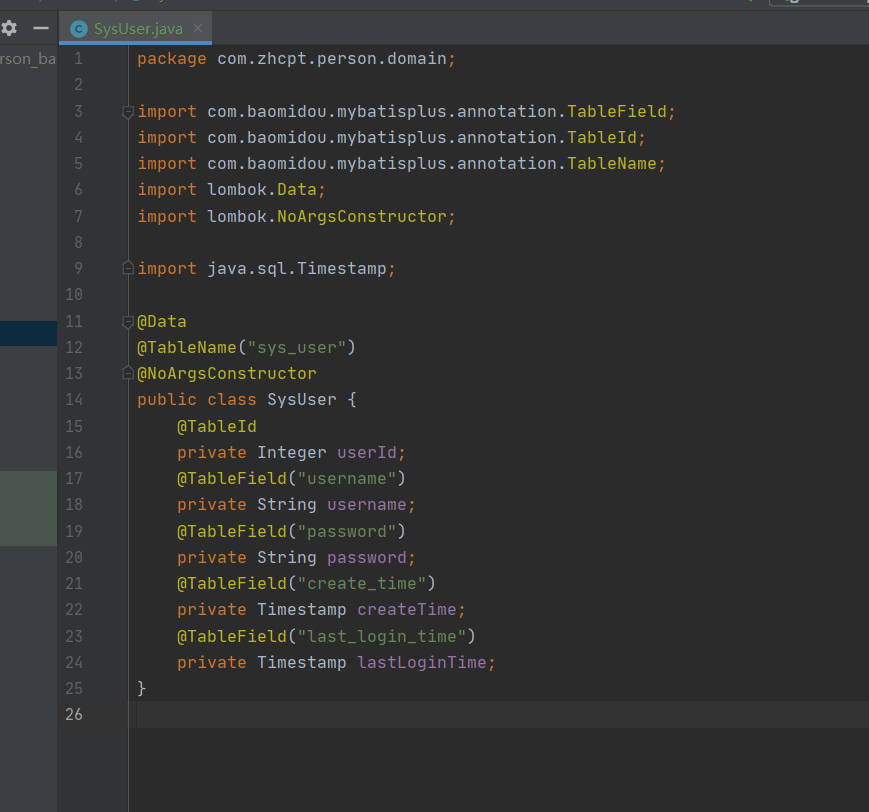 SysUser.java
rson_ba
1 package com.zhcpt.person.domain;
2
3 import com.baomidou.mybatisplus.annotation.TableField;
4 import com.baomidou.mybatisplus.annotation.TableId;
5 import com.baomidou.mybatisplus.annotation.TableName;
6 import lombok.Data;
7 import lombok.NoArgsConstructor;
8
9 import java.sql.Timestamp;
10
11 @Data
12 @TableName("sys_user")
13 @NoArgsConstructor
14 public class SysUser {
15     @TableId
16     private Integer userId;
17     @TableField("username")
18     private String username;
19     @TableField("password")
20     private String password;
21     @TableField("create_time")
22     private Timestamp createTime;
23     @TableField("last_login_time")
24     private Timestamp lastLoginTime;
25 }
26